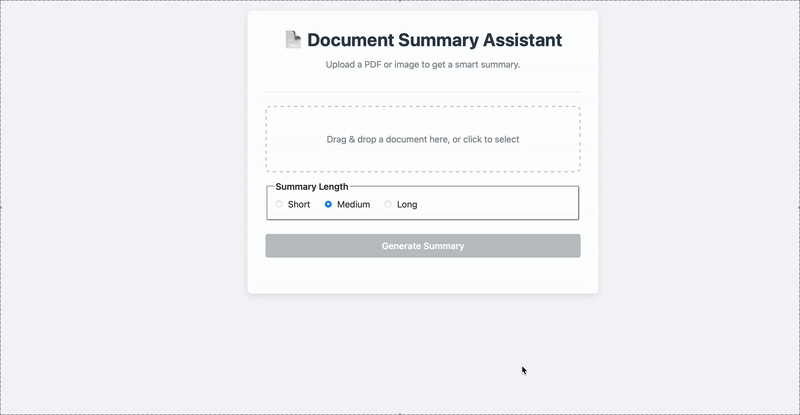 Document Summary Assistant
Upload a PDF or image to get a smart summary.
Drag & drop a document here, or click to select
Summary Length
Short Medium Long
Generate Summary